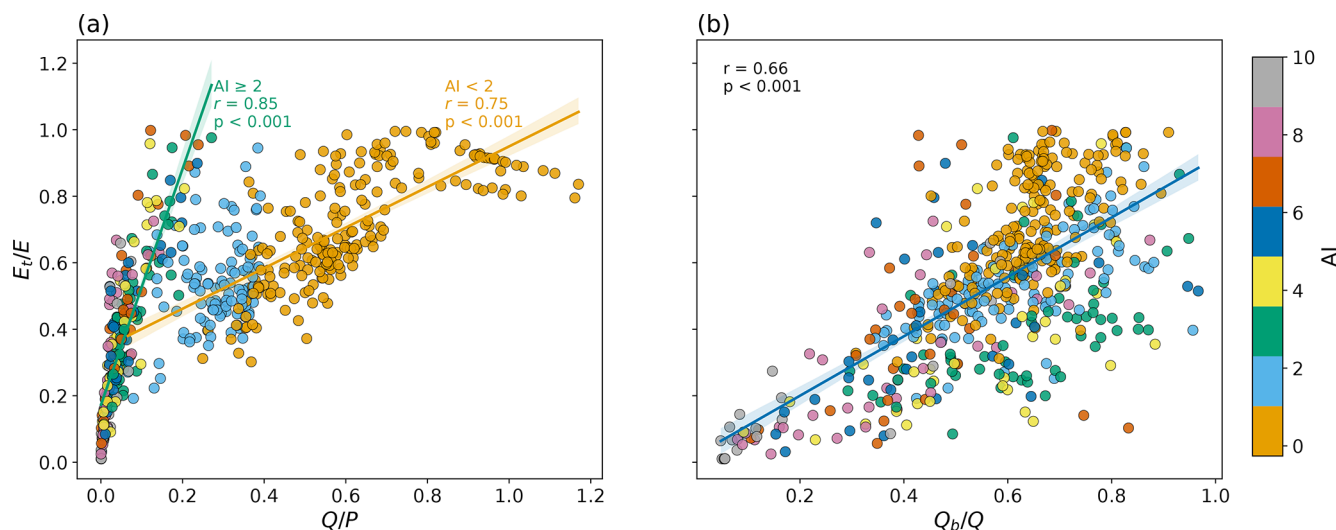 (a)
(b)
AI ≥ 2
r = 0.85
p < 0.001
AI < 2
r = 0.75
p < 0.001
1.2
1.0
0.8
0.6
0.4
0.2
0.0
E_t/E
0.0 0.2 0.4 0.6 0.8 1.0 1.2
Q/P
r = 0.66
p < 0.001
0.2 0.4 0.6 0.8 1.0
Q_b/Q
10
8
6
4
2
0
AI